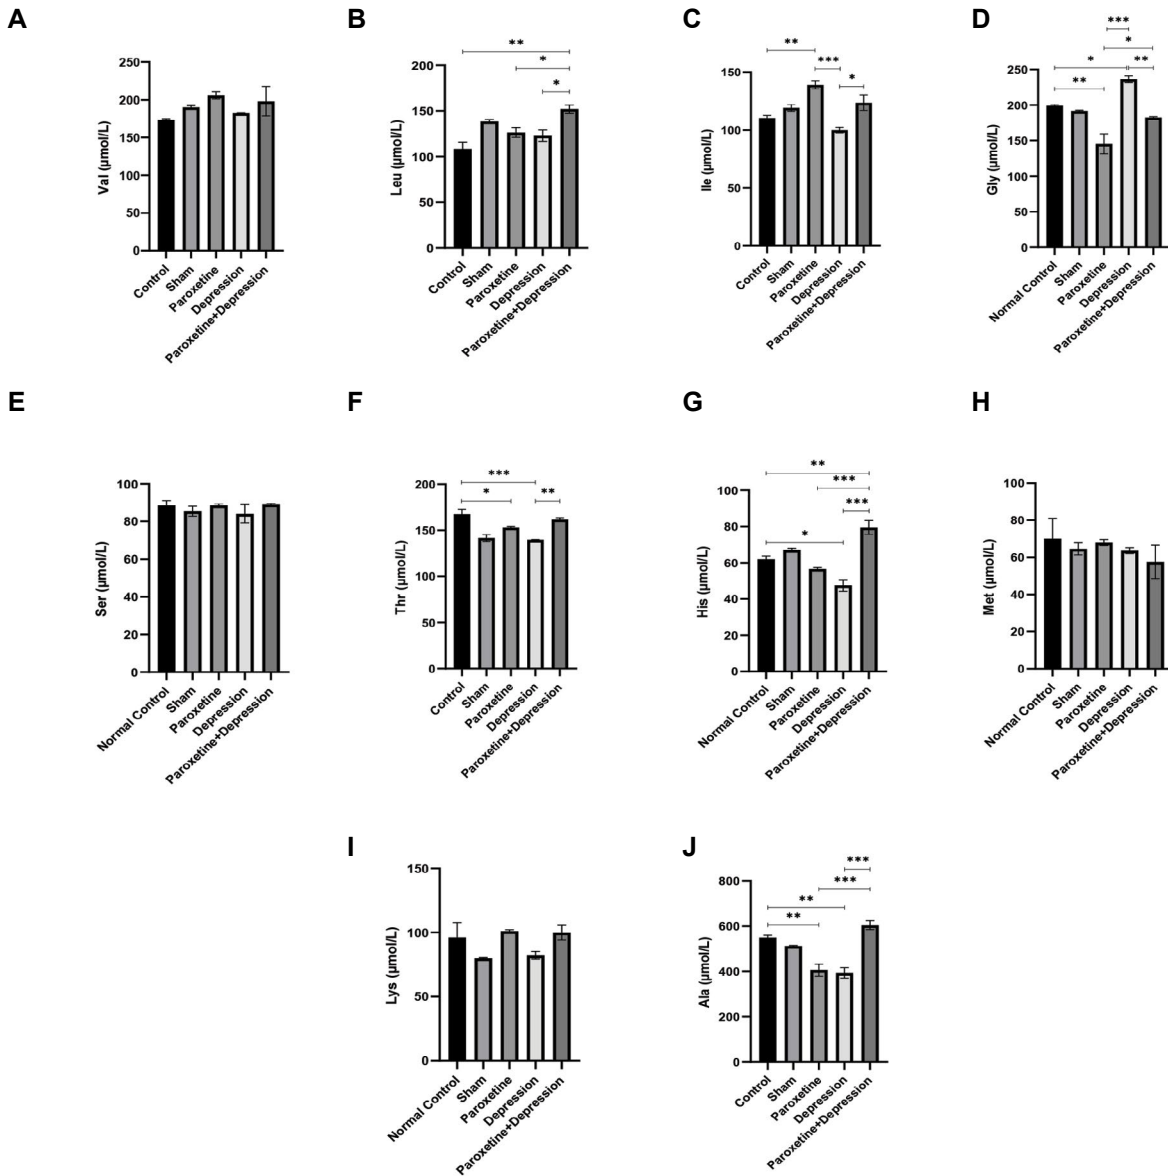 A
B
C
D
**
*
*
**
***
*
***
*
*
**
**
Val (µmol/L)
250
200
150
100
50
0
Control
Sham
Paroxetine
Depression
Paroxetine+Depression
Leu (µmol/L)
200
150
100
50
0
Control
Sham
Paroxetine
Depression
Paroxetine+Depression
Ile (µmol/L)
150
100
50
0
Control
Sham
Paroxetine
Depression
Paroxetine+Depression
Gly (µmol/L)
250
200
150
100
50
0
Normal Control
Sham
Paroxetine
Depression
Paroxetine+Depression
E
F
G
H
Ser (µmol/L)
100
80
60
40
20
0
Normal Control
Sham
Paroxetine
Depression
Paroxetine+Depression
***
*
**
Thr (µmol/L)
200
150
100
50
0
Control
Sham
Paroxetine
Depression
Paroxetine+Depression
**
***
***
*
His (µmol/L)
100
80
60
40
20
0
Normal Control
Sham
Paroxetine
Depression
Paroxetine+Depression
Met (µmol/L)
100
80
60
40
20
0
Normal Control
Sham
Paroxetine
Depression
Paroxetine+Depression
I
J
Lys (µmol/L)
150
100
50
0
Normal Control
Sham
Paroxetine
Depression
Paroxetine+Depression
***
***
**
**
Ala (µmol/L)
800
600
400
200
0
Control
Sham
Paroxetine
Depression
Paroxetine+Depression